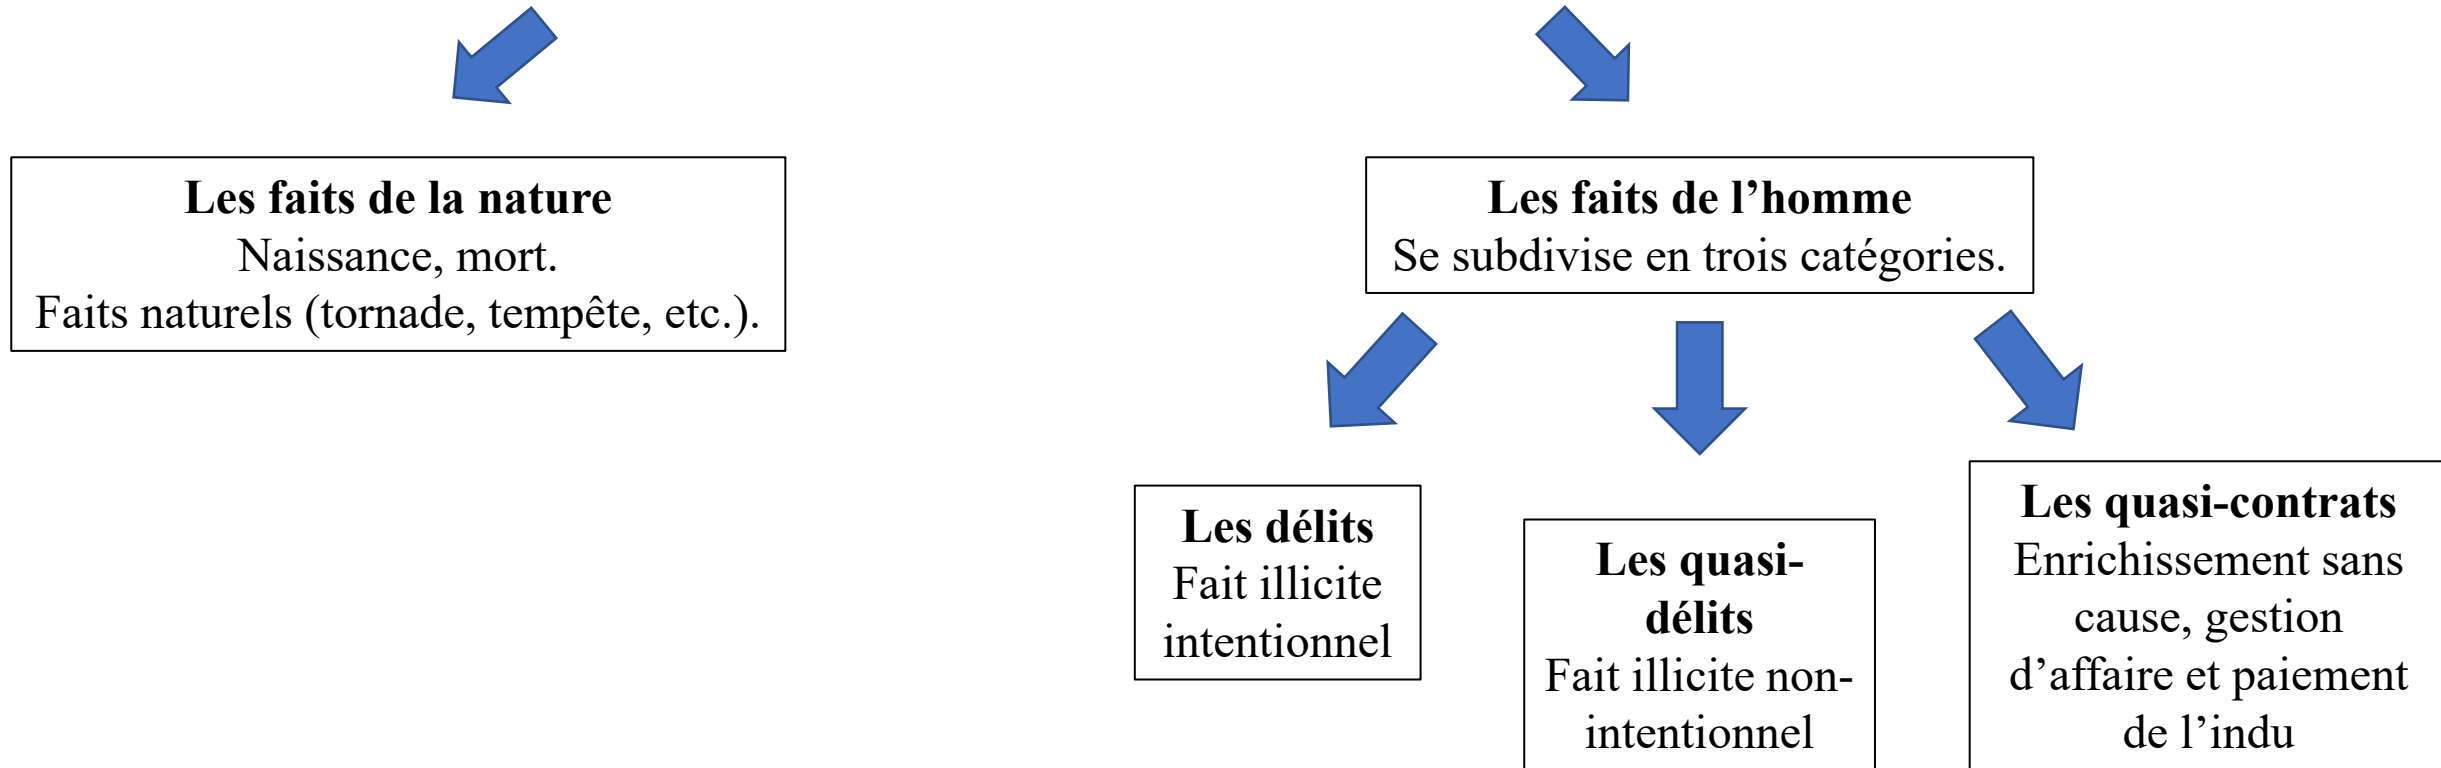 Les faits de la nature
Naissance, mort.
Faits naturels (tornade, tempête, etc.).
Les faits de l’homme
Se subdivise en trois catégories.
Les délits
Fait illicite
intentionnel
Les quasi-
délits
Fait illicite non-
intentionnel
Les quasi-contrats
Enrichissement sans
cause, gestion
d’affaire et paiement
de l’indu